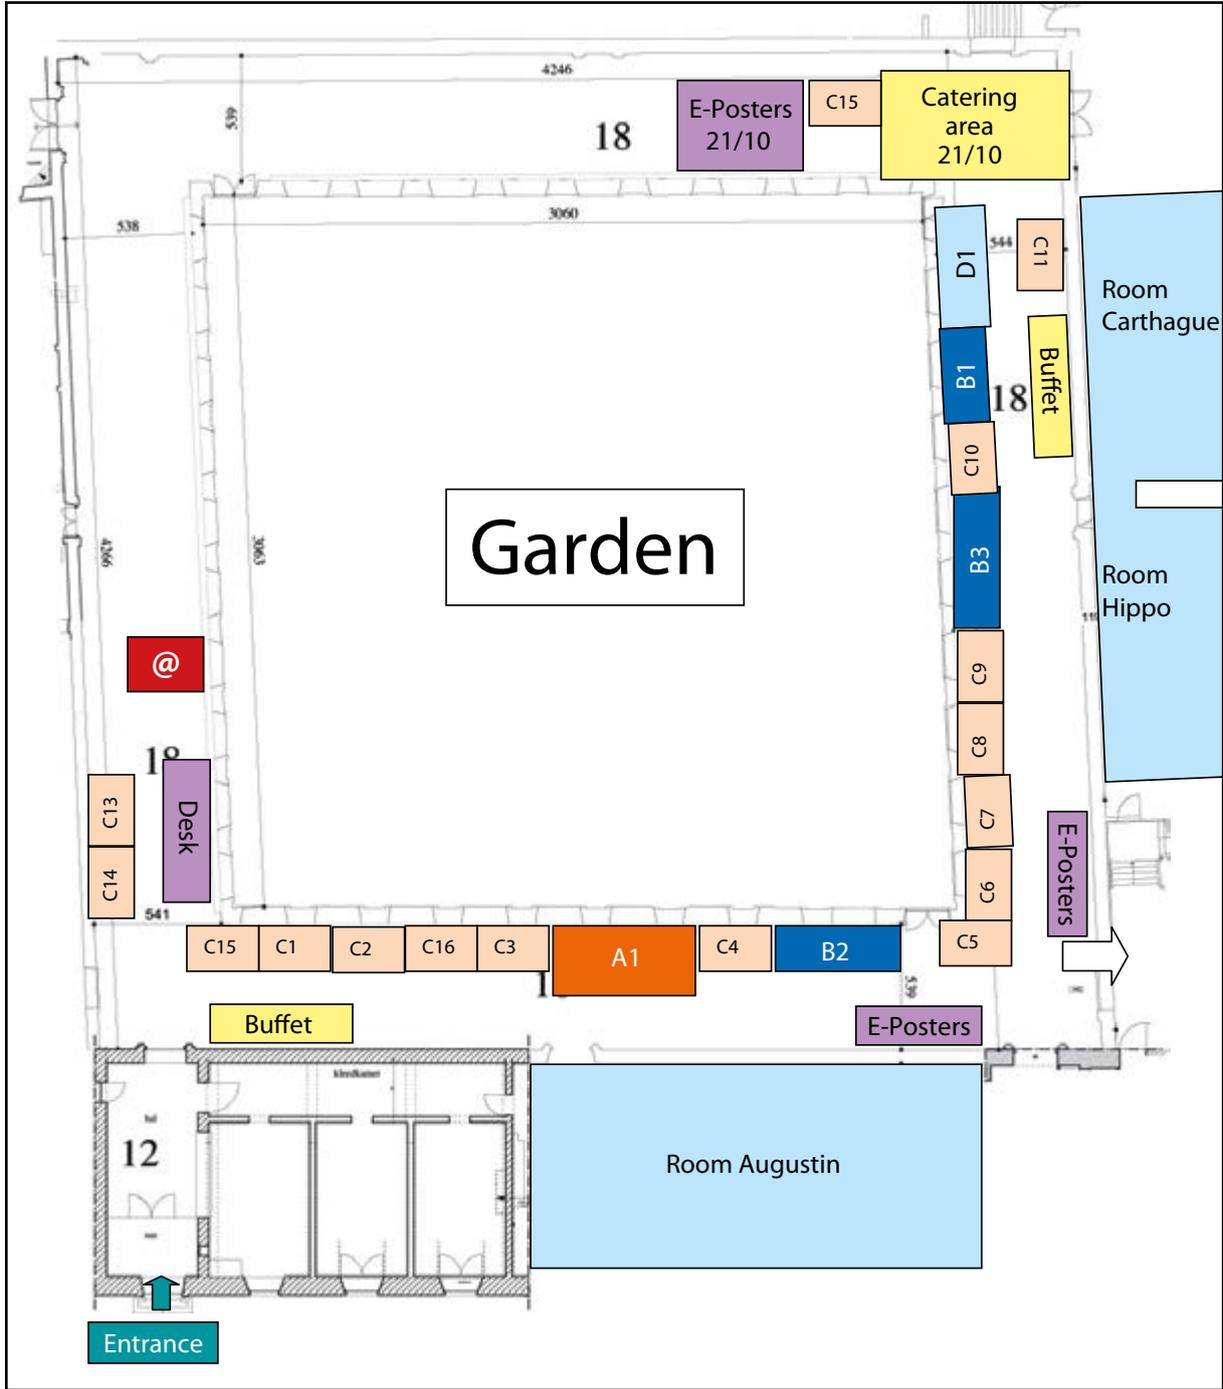 4246
539
18
E-Posters
21/10
C15
Catering
area
21/10
3060
538
544
D1
C11
Room
Carthague
B1
Buffet
18
C10
Garden
4266
3063
B3
Room
Hippo
@
C9
C8
18
C13
Desk
C7
E-Posters
C14
C6
541
C15
C1
C2
C16
C3
A1
C4
B2
C5
539
Buffet
E-Posters
12
Room Augustin
Entrance